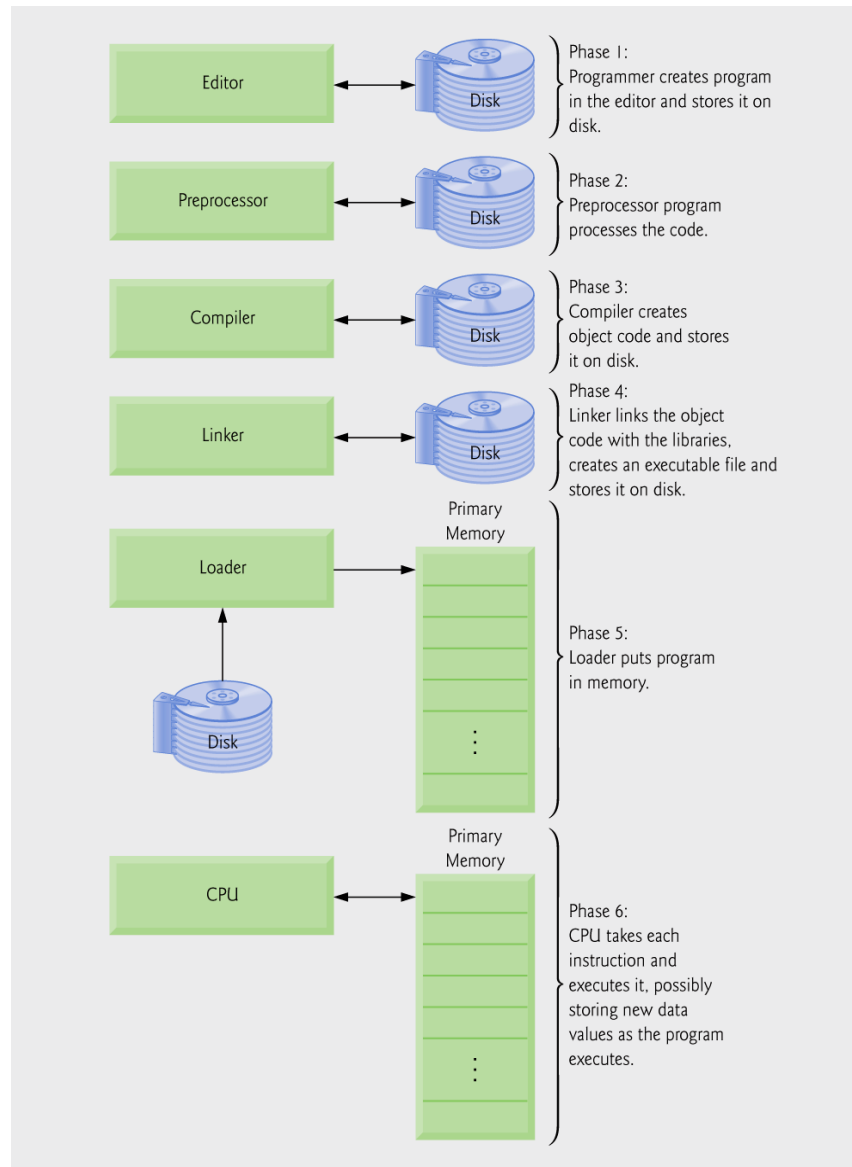 Editor
Disk
Phase 1:
Programmer creates program
in the editor and stores it on
disk.
Preprocessor
Disk
Phase 2:
Preprocessor program
processes the code.
Compiler
Disk
Phase 3:
Compiler creates
object code and stores
it on disk.
Linker
Disk
Phase 4:
Linker links the object
code with the libraries,
creates an executable file and
stores it on disk.
Loader
Disk
Primary
Memory
Phase 5:
Loader puts program
in memory.
CPU
Primary
Memory
Phase 6:
CPU takes each
instruction and
executes it, possibly
storing new data
values as the program
executes.